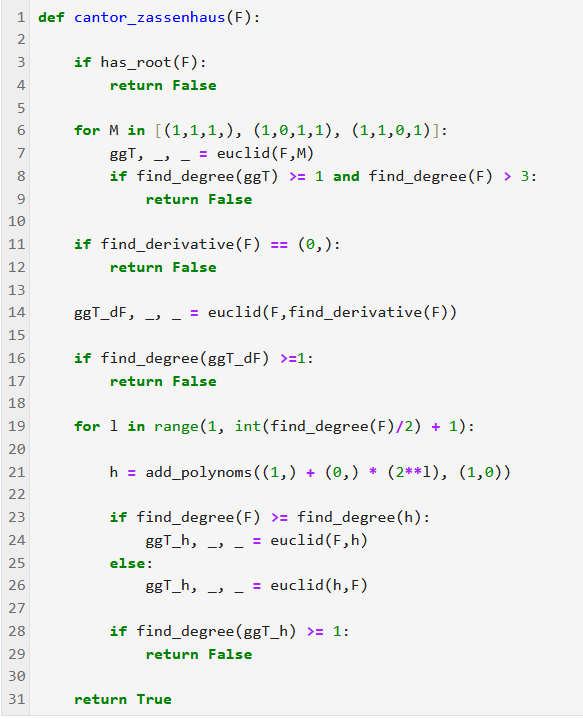 1 def cantor_zassenhaus(F):
2
3     if has_root(F):
4         return False
5
6     for M in [(1,1,1,), (1,0,1,1), (1,1,0,1)]:
7         ggT, _, _ = euclid(F,M)
8         if find_degree(ggT) >= 1 and find_degree(F) > 3:
9             return False
10
11     if find_derivative(F) == (0,):
12         return False
13
14     ggT_dF, _, _ = euclid(F,find_derivative(F))
15
16     if find_degree(ggT_dF) >=1:
17         return False
18
19     for l in range(1, int(find_degree(F)/2) + 1):
20
21         h = add_polynoms((1,) + (0,) * (2**l), (1,0))
22
23         if find_degree(F) >= find_degree(h):
24             ggT_h, _, _ = euclid(F,h)
25         else:
26             ggT_h, _, _ = euclid(h,F)
27
28         if find_degree(ggT_h) >= 1:
29             return False
30
31     return True